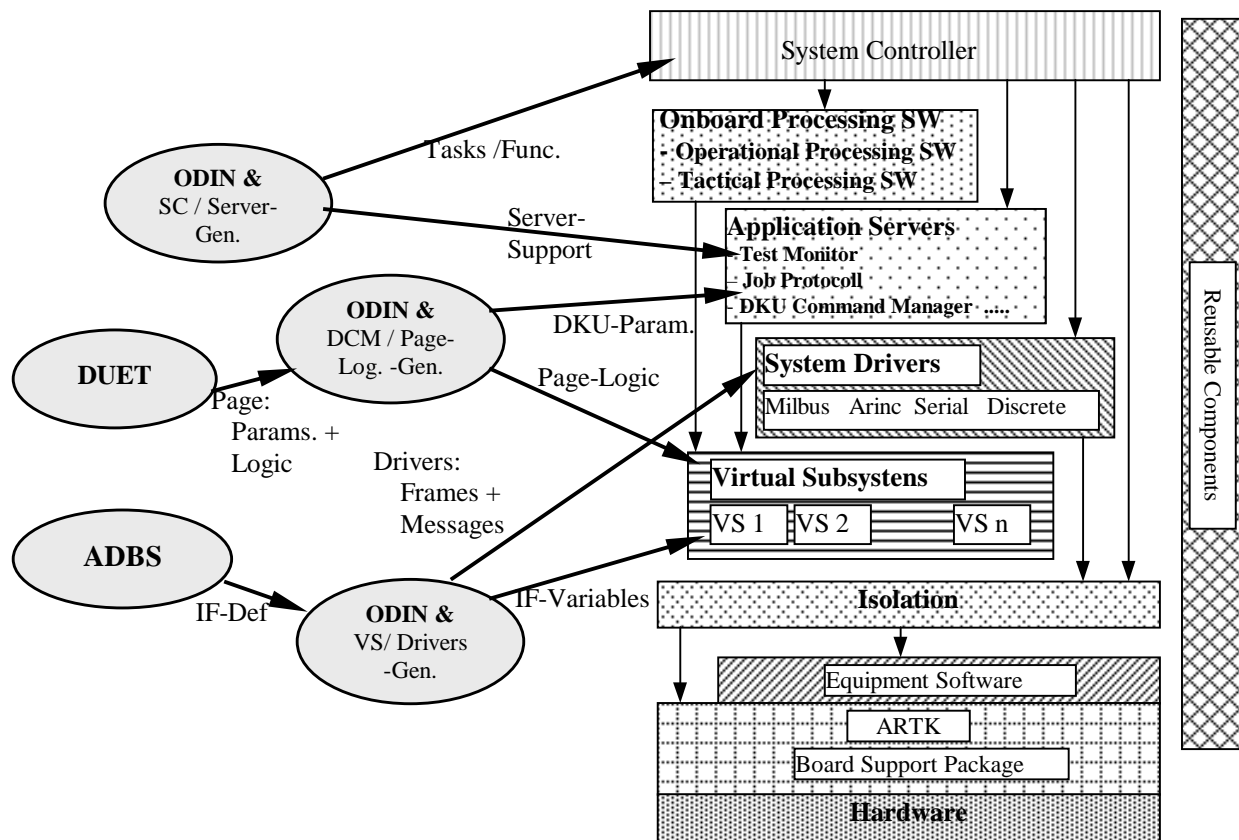 System Controller
Onboard Processing SW
- Operational Processing SW
– Tactical Processing SW
Tasks /Func.
ODIN &
SC / Server-
Gen.
Server-
Support
Application Servers
- Test Monitor
– Job Protocoll
- DKU Command Manager- .....
ODIN &
DCM / Page-
Log. -Gen.
DKU-Param.
DUET
Page-Logic
System Drivers
Milbus Arinc Serial Discrete
Page:
Params. +
Logic
Drivers:
Frames +
Messages
Virtual Subsystens
VS 1 VS 2 VS n
ADBS
IF-Def
ODIN &
VS/ Drivers
-Gen.
IF-Variables
Isolation
Equipment Software
ARTK
Board Support Package
Hardware
Reusable Components